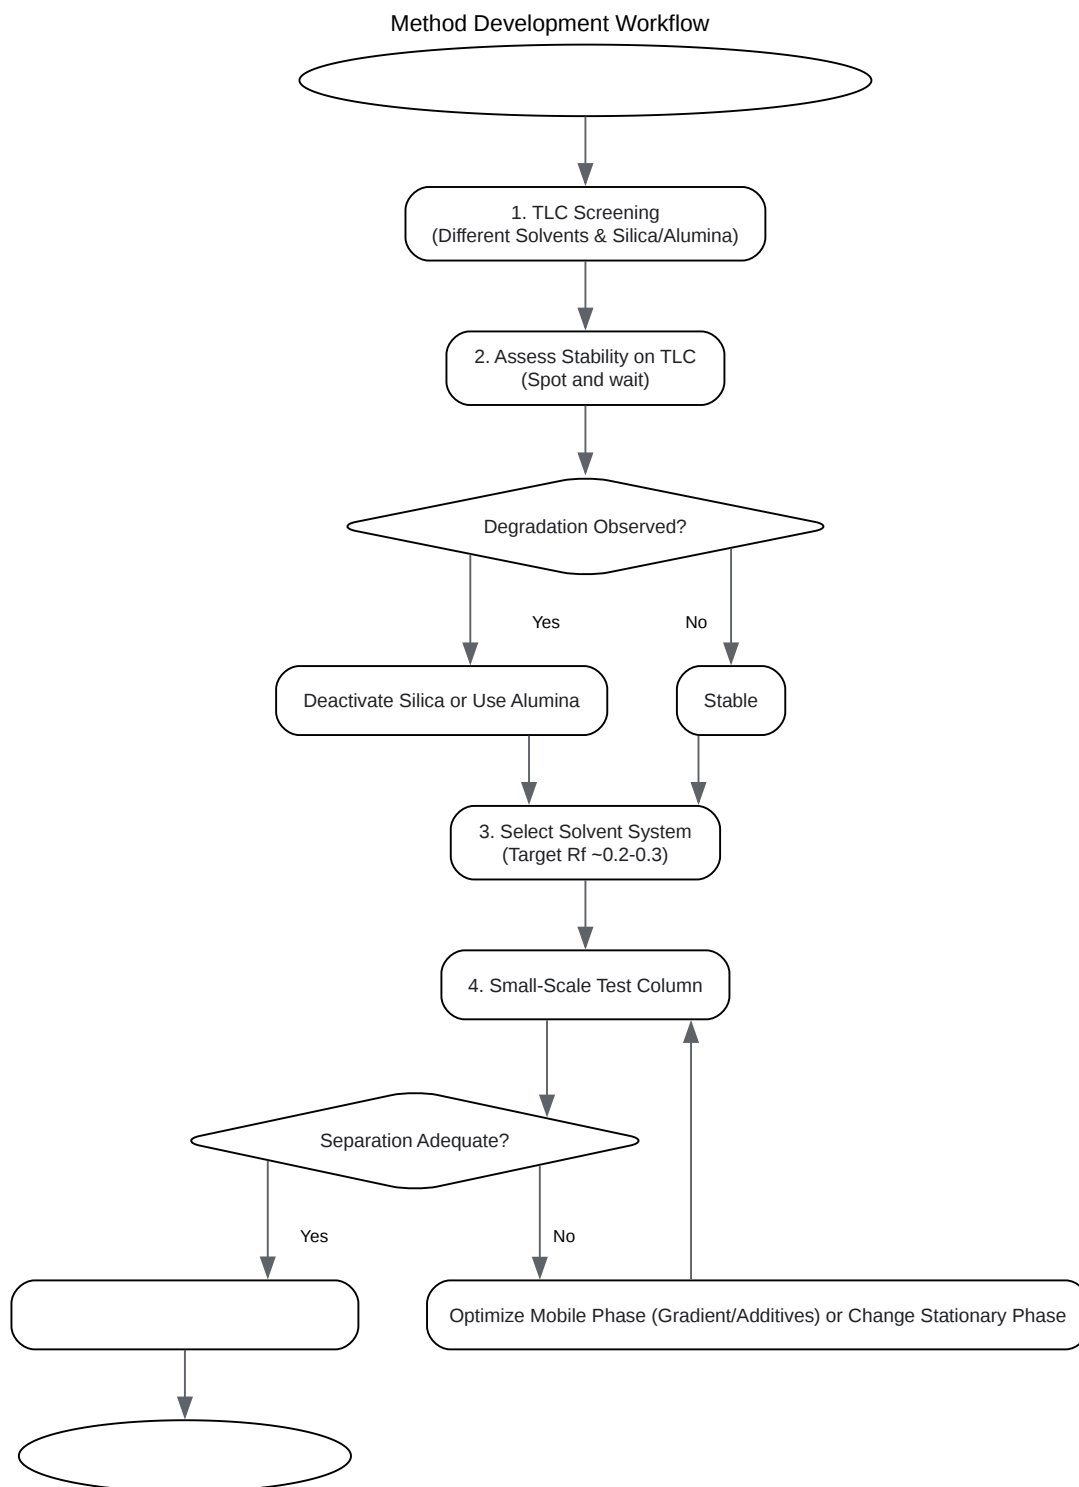 Method Development Workflow
1. TLC Screening
(Different Solvents & Silica/Alumina)
2. Assess Stability on TLC
(Spot and wait)
Degradation Observed?
Yes
No
Deactivate Silica or Use Alumina
Stable
3. Select Solvent System
(Target Rf ~0.2-0.3)
4. Small-Scale Test Column
Separation Adequate?
Yes
No
Optimize Mobile Phase (Gradient/Additives) or Change Stationary Phase